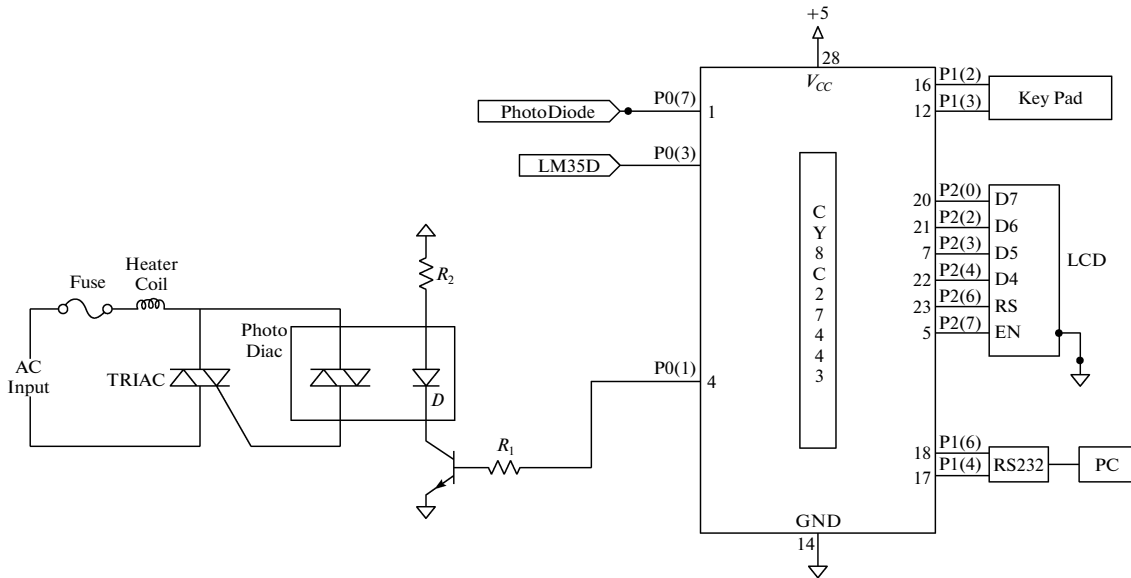 +5
28
V_CC
PhotoDiode
P0(7)
1
LM35D
P0(3)
16
P1(2)
12
P1(3)
Key Pad
C
Y
8
C
2
7
4
4
3
20
P2(0)
D7
21
P2(2)
D6
7
P2(3)
D5
22
P2(4)
D4
23
P2(6)
RS
5
P2(7)
EN
LCD
R_2
Heater
Coil
Fuse
Photo
Diac
AC
Input
TRIAC
D
P0(1)
4
R_1
18
P1(6)
17
P1(4)
RS232
PC
GND
14